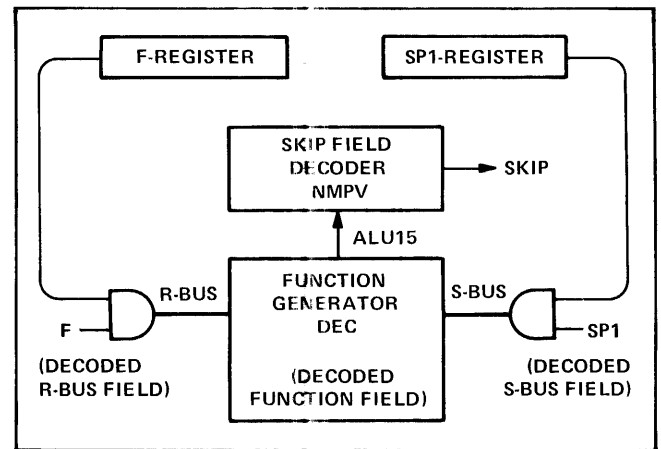 F-REGISTER
SP1-REGISTER
SKIP FIELD
DECODER
NMPV
SKIP
ALU15
R-BUS
FUNCTION
GENERATOR
DEC
S-BUS
F
SP1
(DECODED
R-BUS FIELD)
(DECODED
FUNCTION FIELD)
(DECODED
S-BUS FIELD)